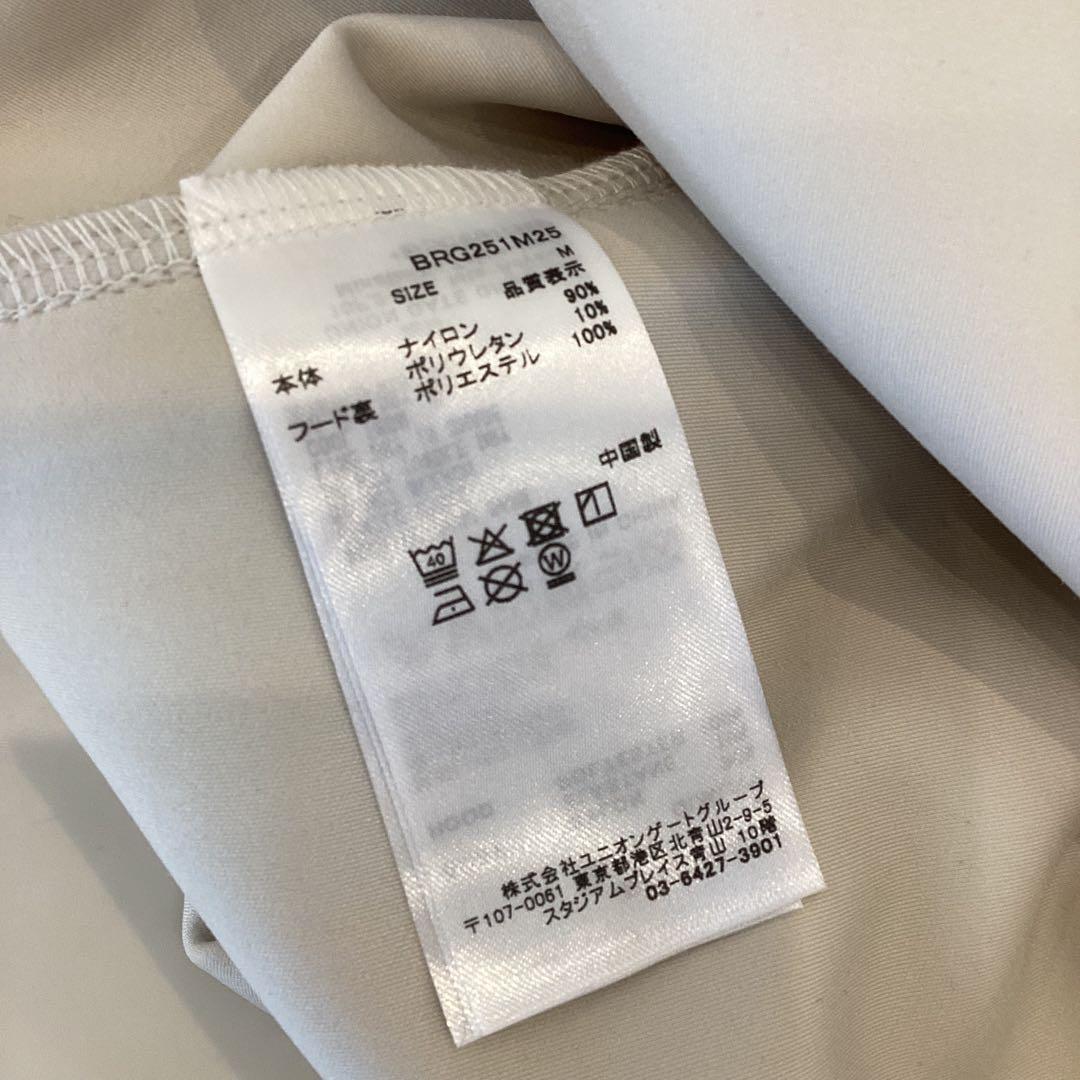 BRG251M25
SIZE M
品質表示
本体 ナイロン 90%
ポリウレタン 10%
フード裏 ポリエステル 100%
中国製
40
W
株式会社ユニオンゲートグループ
〒107-0061 東京都港区北青山2-9-5
スタジアムプレイス青山 10階
03-6427-3901